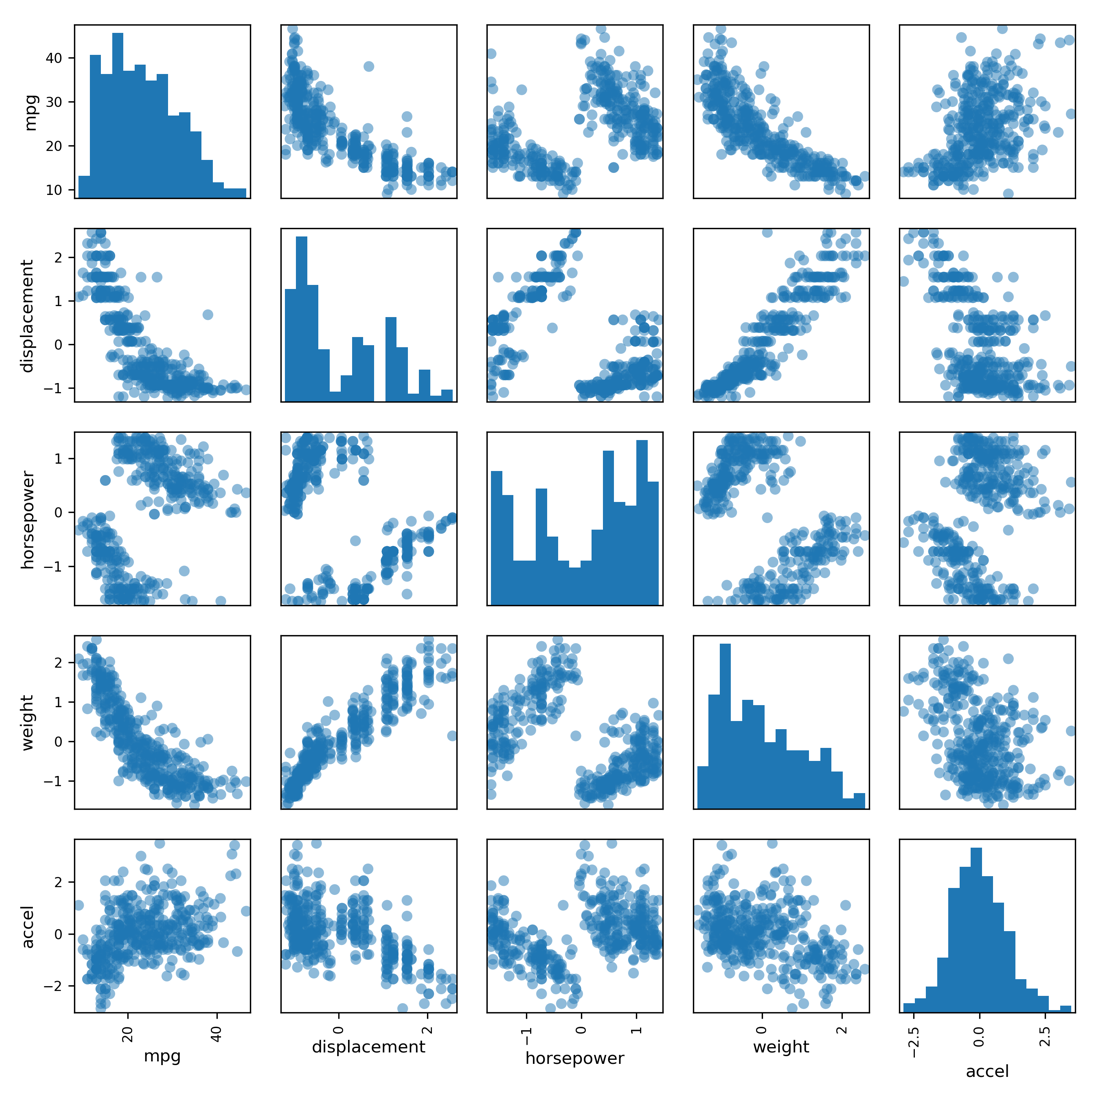 mpg
40
30
20
10
displacement
2
1
0
−1
horsepower
1
0
−1
weight
2
1
0
−1
accel
2
0
−2
20 40
0 2
−1 0 1
0 2
−2.5 0.0 2.5
mpg displacement horsepower weight accel